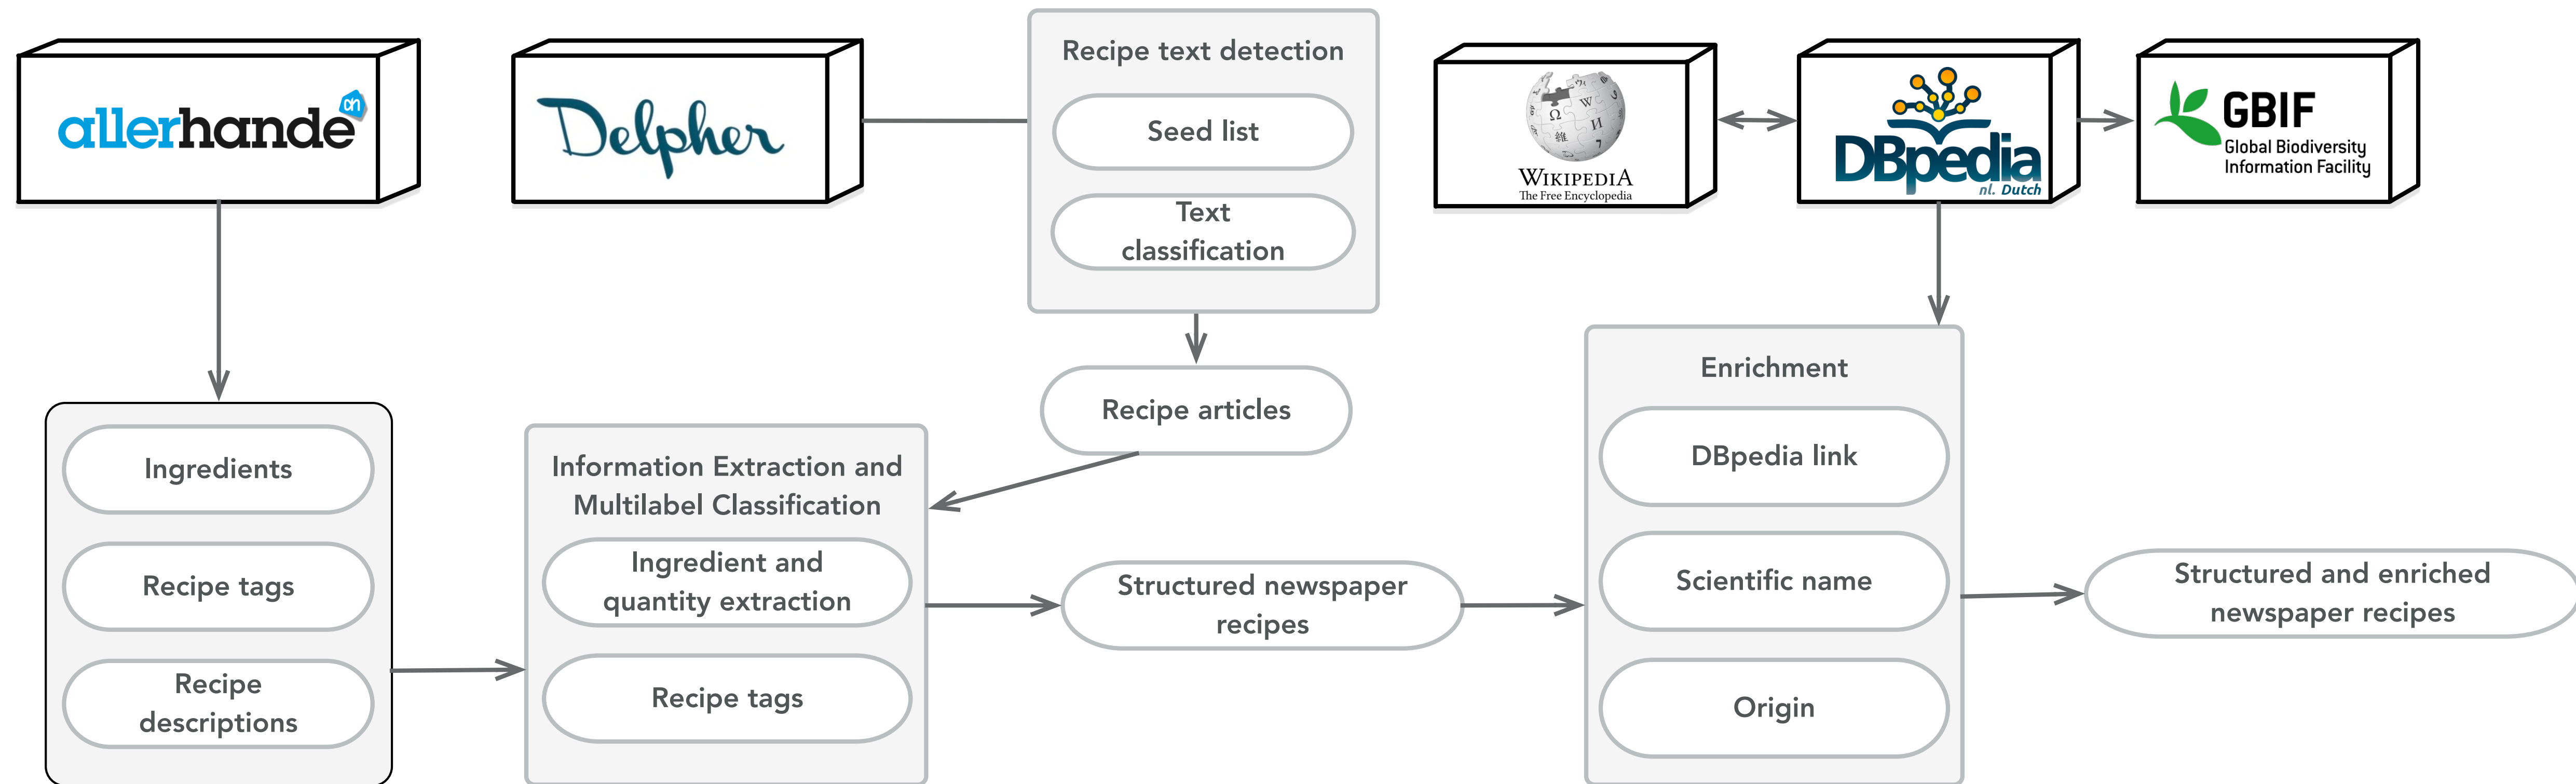 allerhande
ah
Delpher
Recipe text detection
Seed list
Text
classification
WIKIPEDIA
The Free Encyclopedia
DBpedia
nl. Dutch
GBIF
Global Biodiversity
Information Facility
Ingredients
Recipe tags
Recipe
descriptions
Information Extraction and
Multilabel Classification
Ingredient and
quantity extraction
Recipe tags
Recipe articles
Structured newspaper
recipes
Enrichment
DBpedia link
Scientific name
Origin
Structured and enriched
newspaper recipes